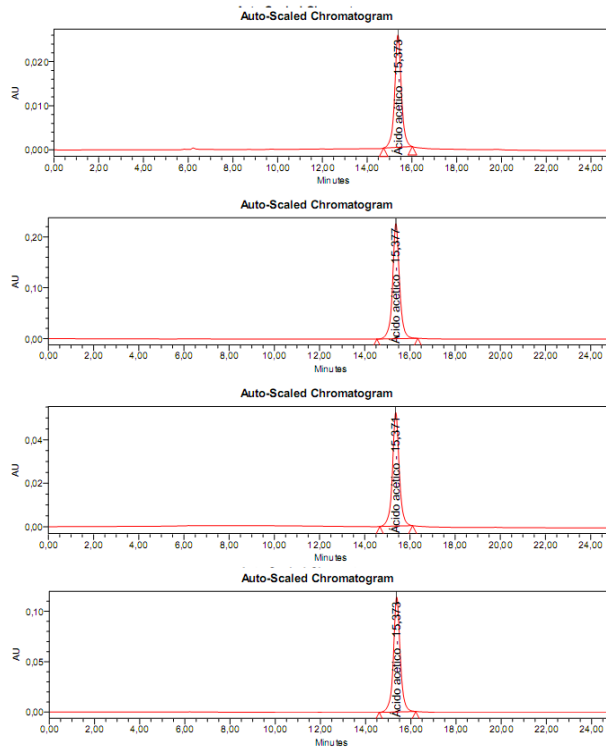 Auto-Scaled Chromatogram
AU
0,020
0,010
0,000
Ácido acético - 15,373
0,00 2,00 4,00 6,00 8,00 10,00 12,00 14,00 16,00 18,00 20,00 22,00 24,00
Minutes
Auto-Scaled Chromatogram
AU
0,20
0,10
0,00
Ácido acético - 15,377
0,00 2,00 4,00 6,00 8,00 10,00 12,00 14,00 16,00 18,00 20,00 22,00 24,00
Minutes
Auto-Scaled Chromatogram
AU
0,04
0,02
0,00
Ácido acético - 15,371
0,00 2,00 4,00 6,00 8,00 10,00 12,00 14,00 16,00 18,00 20,00 22,00 24,00
Minutes
Auto-Scaled Chromatogram
AU
0,10
0,05
0,00
Ácido acético - 15,373
0,00 2,00 4,00 6,00 8,00 10,00 12,00 14,00 16,00 18,00 20,00 22,00 24,00
Minutes